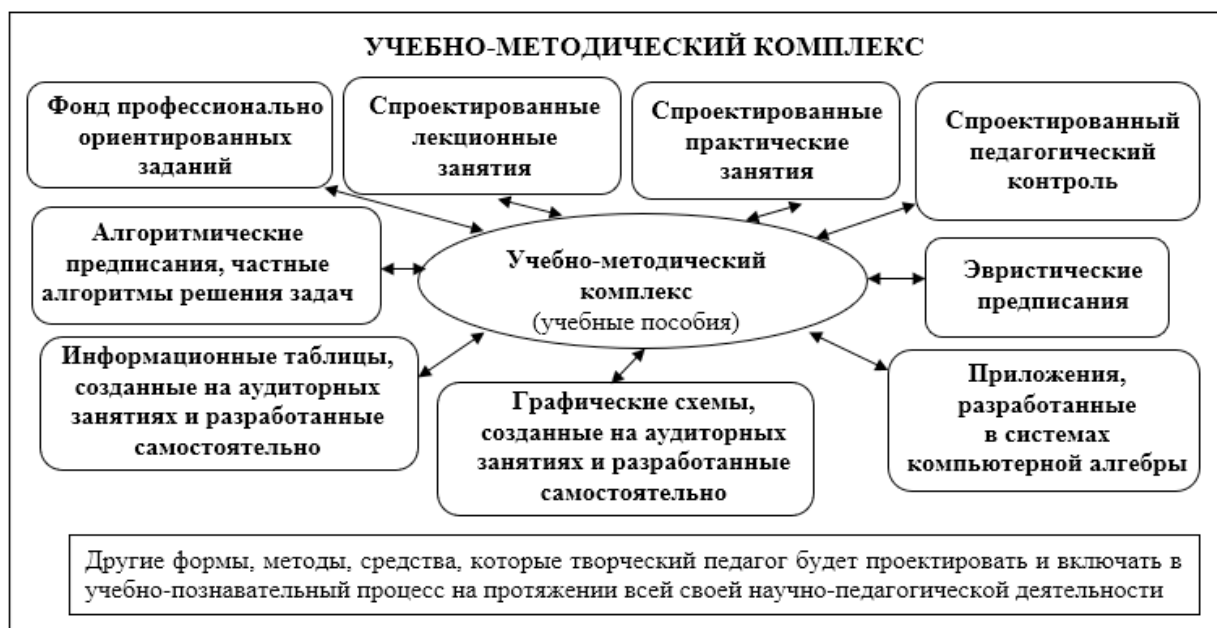 УЧЕБНО-МЕТОДИЧЕСКИЙ КОМПЛЕКС
Фонд профессионально
ориентированных
заданий
Спроектированные
лекционные
занятия
Спроектированные
практические
занятия
Спроектированный
педагогический
контроль
Алгоритмические
предписания, частные
алгоритмы решения задач
Учебно-методический
комплекс
(учебные пособия)
Эвристические
предписания
Информационные таблицы,
созданные на аудиторных
занятиях и разработанные
самостоятельно
Графические схемы,
созданные на аудиторных
занятиях и разработанные
самостоятельно
Приложения,
разработанные
в системах
компьютерной алгебры
Другие формы, методы, средства, которые творческий педагог будет проектировать и включать в
учебно-познавательный процесс на протяжении всей своей научно-педагогической деятельности